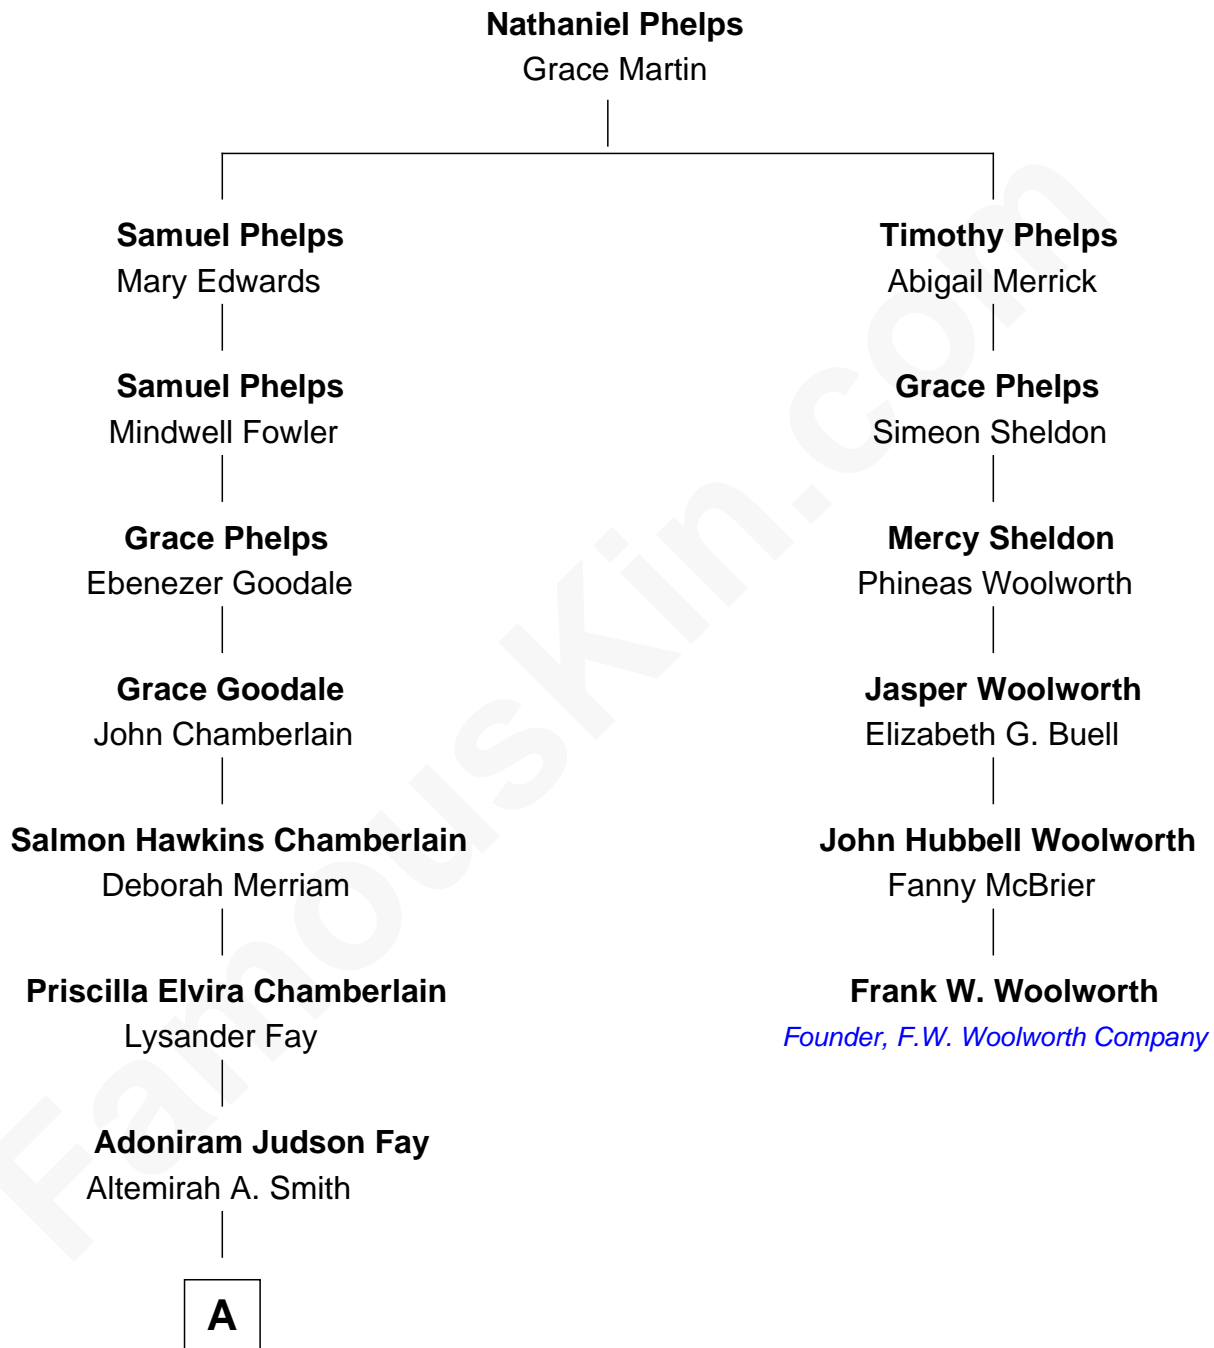 Nathaniel Phelps
Grace Martin
Samuel Phelps
Mary Edwards
Timothy Phelps
Abigail Merrick
Samuel Phelps
Mindwell Fowler
Grace Phelps
Simeon Sheldon
Grace Phelps
Ebenezer Goodale
Mercy Sheldon
Phineas Woolworth
Grace Goodale
John Chamberlain
Jasper Woolworth
Elizabeth G. Buell
Salmon Hawkins Chamberlain
Deborah Merriam
John Hubbell Woolworth
Fanny McBrier
Priscilla Elvira Chamberlain
Lysander Fay
Frank W. Woolworth
Founder, F.W. Woolworth Company
Adoniram Judson Fay
Altemirah A. Smith
A
FamousKin.com